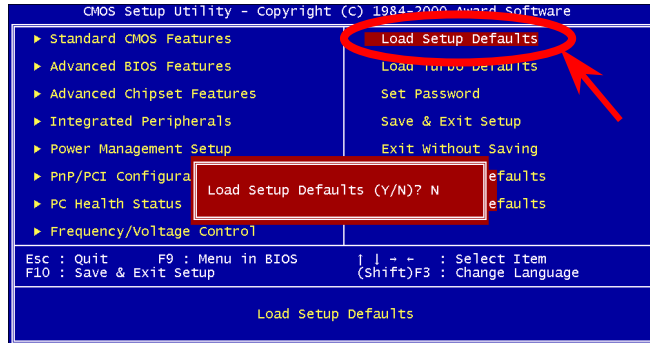 CMOS Setup Utility - Copyright (C) 1984-2000 Award Software
► Standard CMOS Features
► Advanced BIOS Features
► Advanced Chipset Features
► Integrated Peripherals
► Power Management Setup
► PnP/PCI Configura
► PC Health Status
► Frequency/Voltage Control
Load Setup Defaults
Load Turbo Defaults
Set Password
Save & Exit Setup
Exit Without Saving
efaults
efaults
Load Setup Defaults (Y/N)? N
Esc : Quit F9 : Menu in BIOS ↑ ↓ → ← : Select Item
F10 : Save & Exit Setup (Shift)F3 : Change Language
Load Setup Defaults